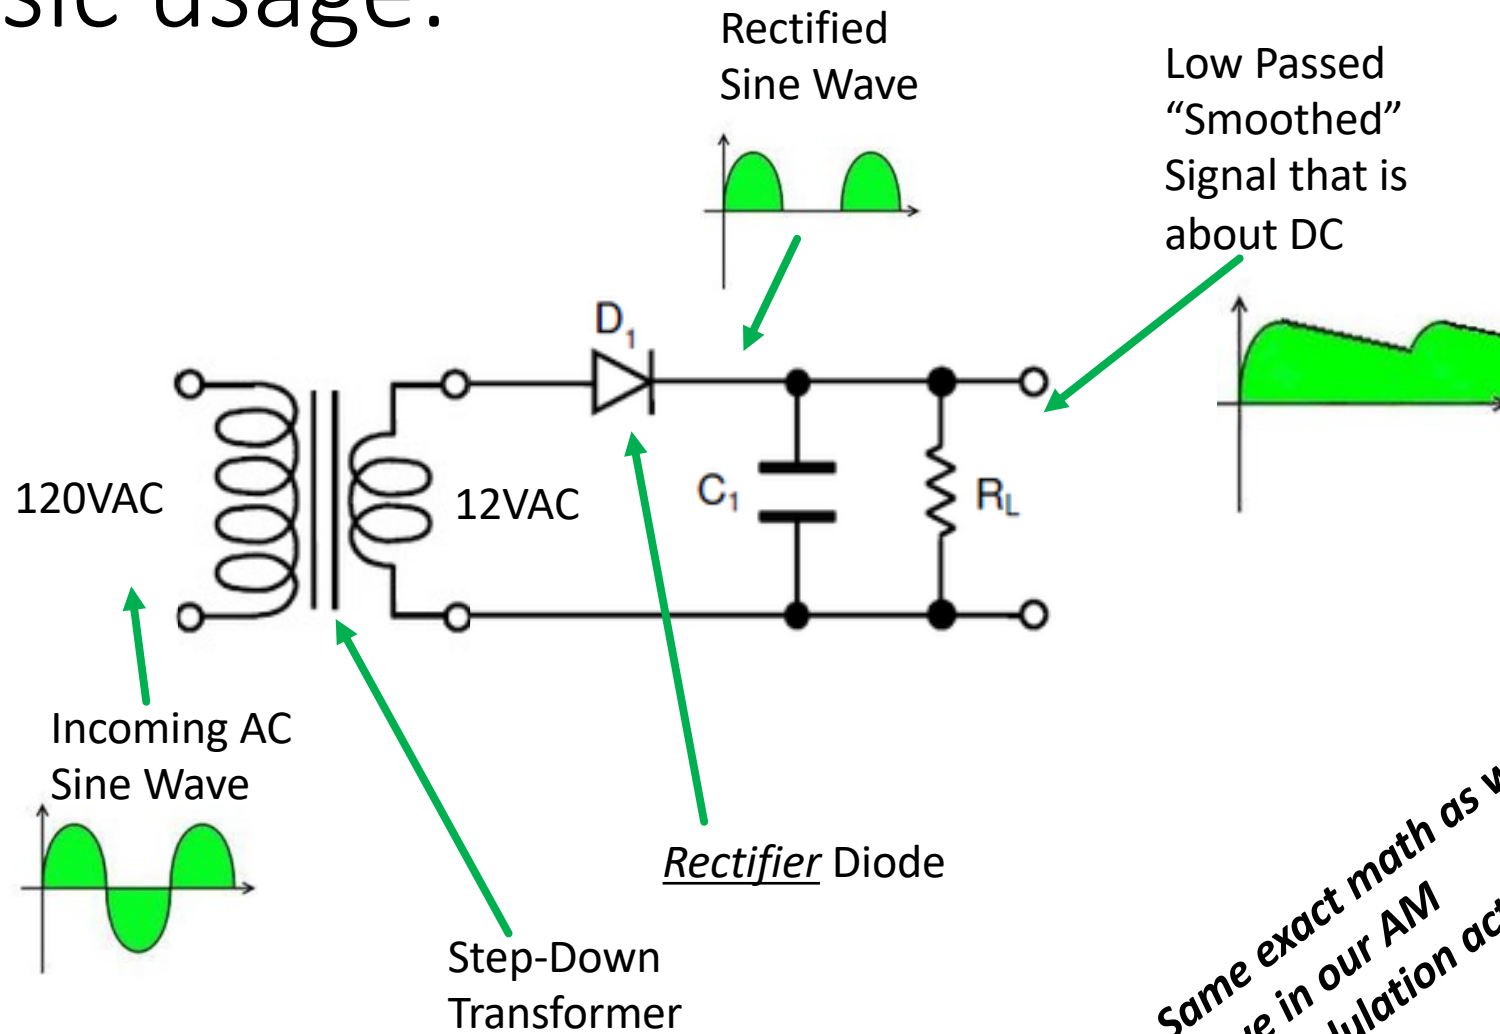 usage:
Rectified
Sine Wave
Low Passed
“Smoothed”
Signal that is
about DC
D1
120VAC
12VAC
C1
RL
Incoming AC
Sine Wave
Rectifier Diode
Step-Down
Transformer
Same exact math as
in our AM